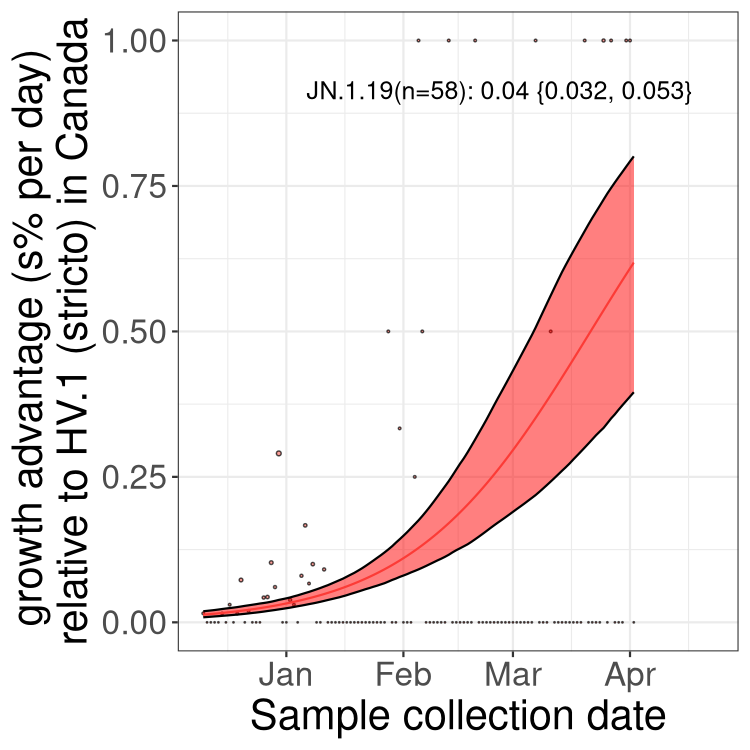 growth advantage (s% per day)
relative to HV.1 (stricto) in Canada
1.00
0.75
0.50
0.25
0.00
JN.1.19(n=58): 0.04 {0.032, 0.053}
Jan Feb Mar Apr
Sample collection date